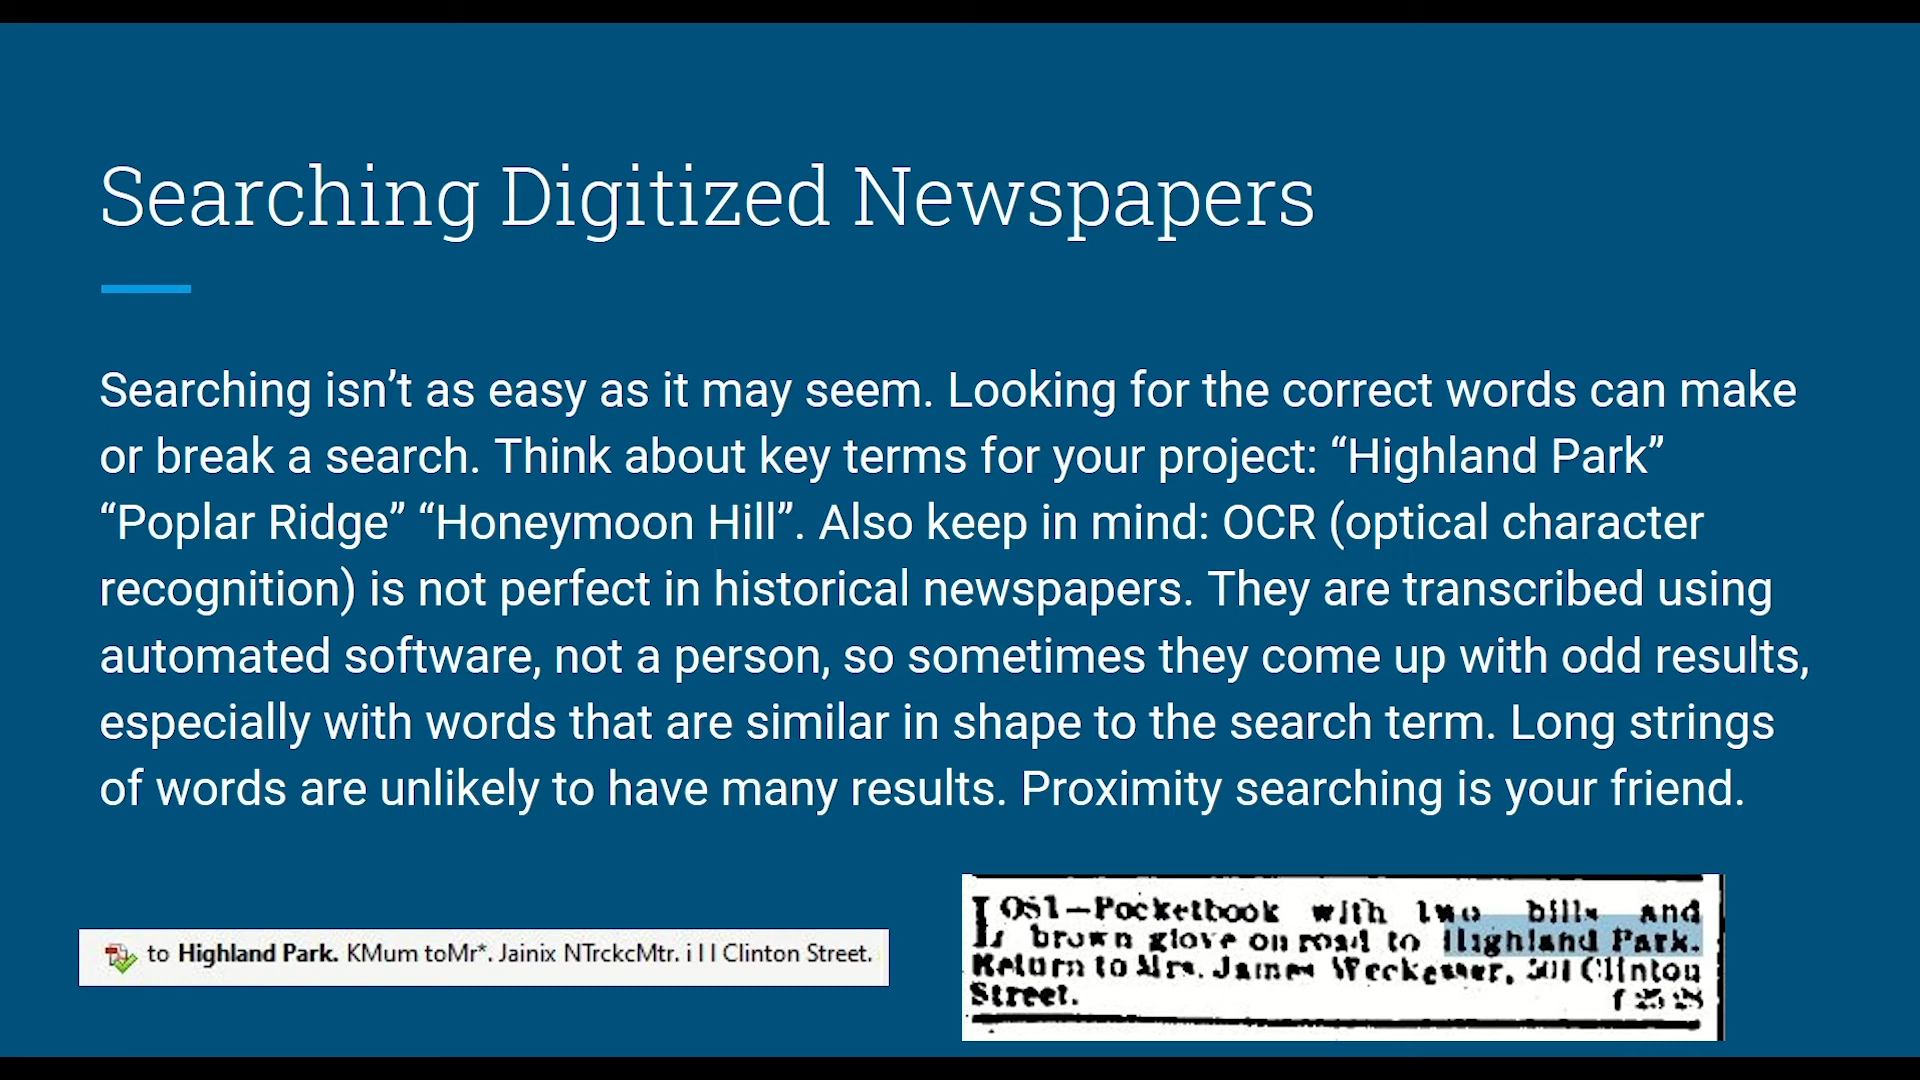 Searching Digitized Newspapers
Searching isn’t as easy as it may seem. Looking for the correct words can make
or break a search. Think about key terms for your project: “Highland Park”
“Poplar Ridge” “Honeymoon Hill”. Also keep in mind: OCR (optical character
recognition) is not perfect in historical newspapers. They are transcribed using
automated software, not a person, so sometimes they come up with odd results,
especially with words that are similar in shape to the search term. Long strings
of words are unlikely to have many results. Proximity searching is your friend.
to Highland Park. KMum toMr*. Jainix NTrckcMtr. i l l Clinton Street.
LOST—Pocketbook with two bills and
brown glove on road to Highland Park.
Return to Mrs. James Weckesser, 501 Clinton
Street. f 25 28